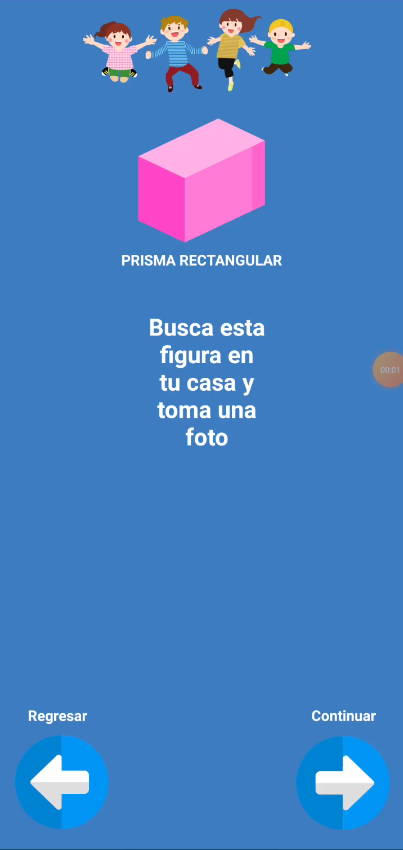 PRISMA RECTANGULAR
Busca esta
figura en
tu casa y
toma una
foto
00:01
Regresar
Continuar